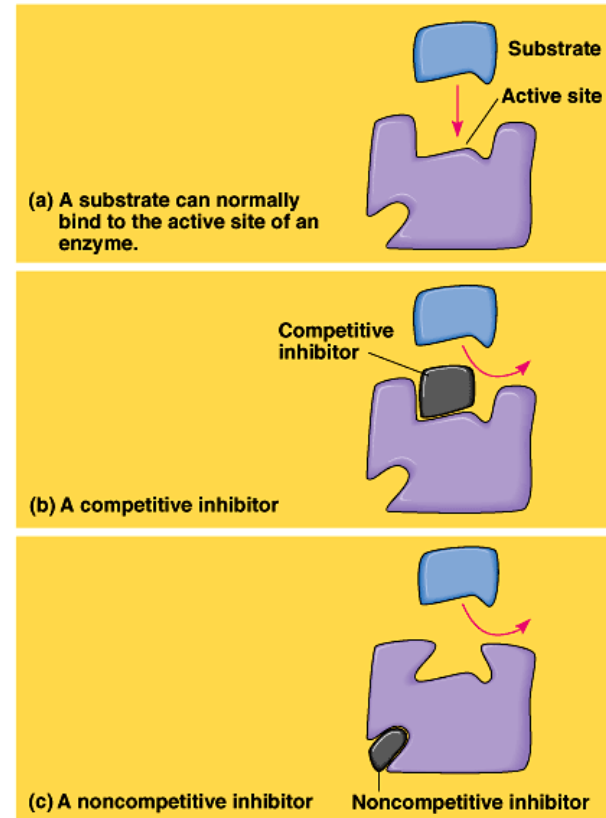 Substrate
Active site
(a) A substrate can normally
bind to the active site of an
enzyme.
Competitive
inhibitor
(b) A competitive inhibitor
(c) A noncompetitive inhibitor
Noncompetitive inhibitor